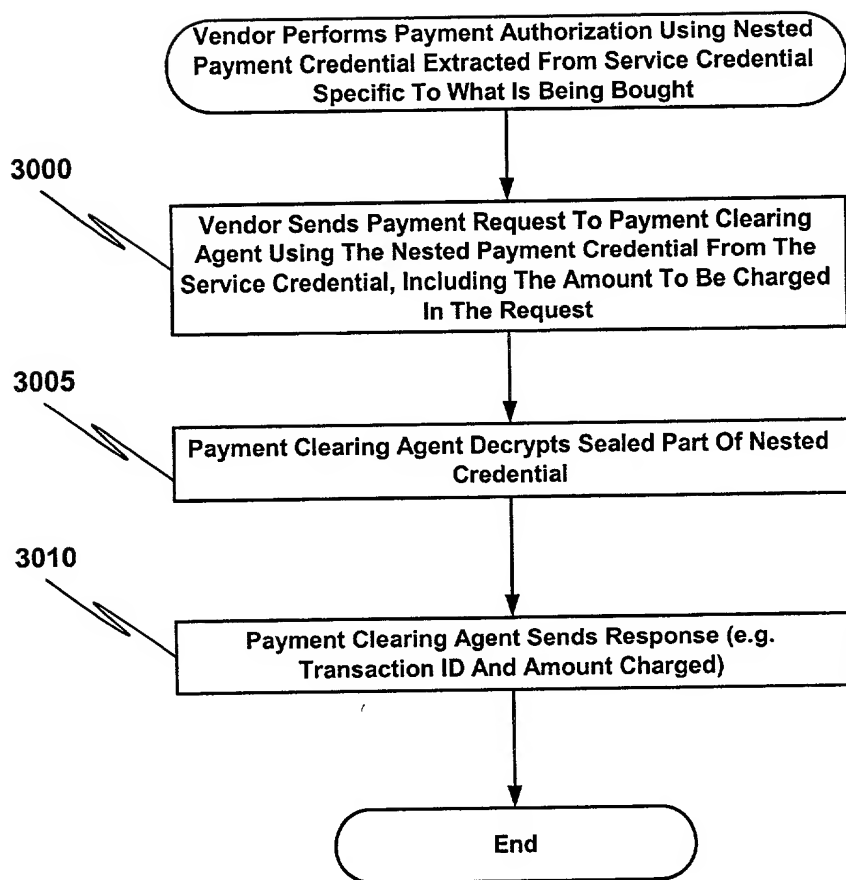 Vendor Performs Payment Authorization Using Nested
Payment Credential Extracted From Service Credential
Specific To What Is Being Bought
3000
Vendor Sends Payment Request To Payment Clearing
Agent Using The Nested Payment Credential From The
Service Credential, Including The Amount To Be Charged
In The Request
3005
Payment Clearing Agent Decrypts Sealed Part Of Nested
Credential
3010
Payment Clearing Agent Sends Response (e.g.
Transaction ID And Amount Charged)
End